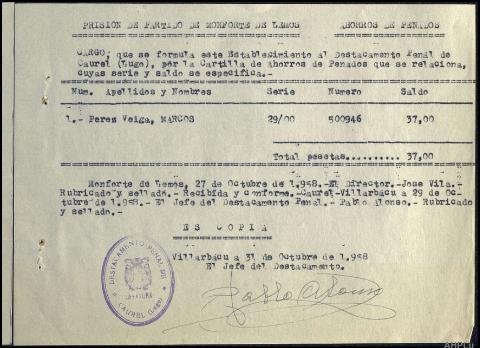 PRISION DE PARTIDO DE MONFORTE DE LEMOS AHORROS DE PENADOS
CARGO, que se formula este Establecimiento al Destacamento Penal de
Caurel (Lugo), por la Cartilla de Ahorros de Penados que se relaciona,
cuyas serie y saldo se especifica.-
Num. Apellidos y Nombres Serie Numero Saldo
1.- Perez Veiga, MARCOS 29/00 500946 37,00
Total pesetas.......... 37,00
Monforte de Lemos, 27 de Octubre de 1.958.-El Director.-Jose Vila.-
Rubricado y sellado.- Recibida y conforme.-Caurel-Villarbacu a 29 de Oc-
tubre de 1.958.- El Jefe del Destacamento Penal.- Pablo Alonso.- Rubricado
y sellado.-
ES COPIA
Villarbacu a 31 de Octubre de 1.958
El Jefe del Destacamento.
Pablo Alonso
DESTACAMENTO PENAL DE
CAUREL (Lugo)